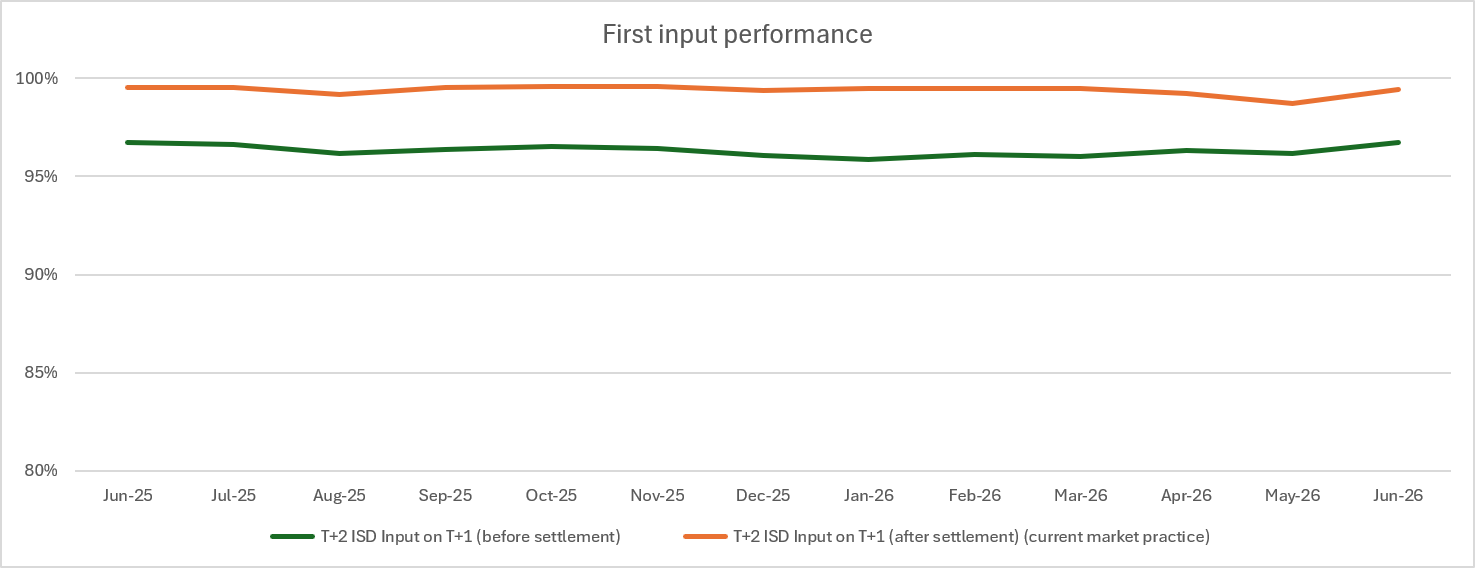 First input performance
100%
95%
90%
85%
80%
Jun-25 Jul-25 Aug-25 Sep-25 Oct-25 Nov-25 Dec-25 Jan-26 Feb-26 Mar-26 Apr-26 May-26 Jun-26
T+2 ISD Input on T+1 (before settlement) T+2 ISD Input on T+1 (after settlement) (current market practice)